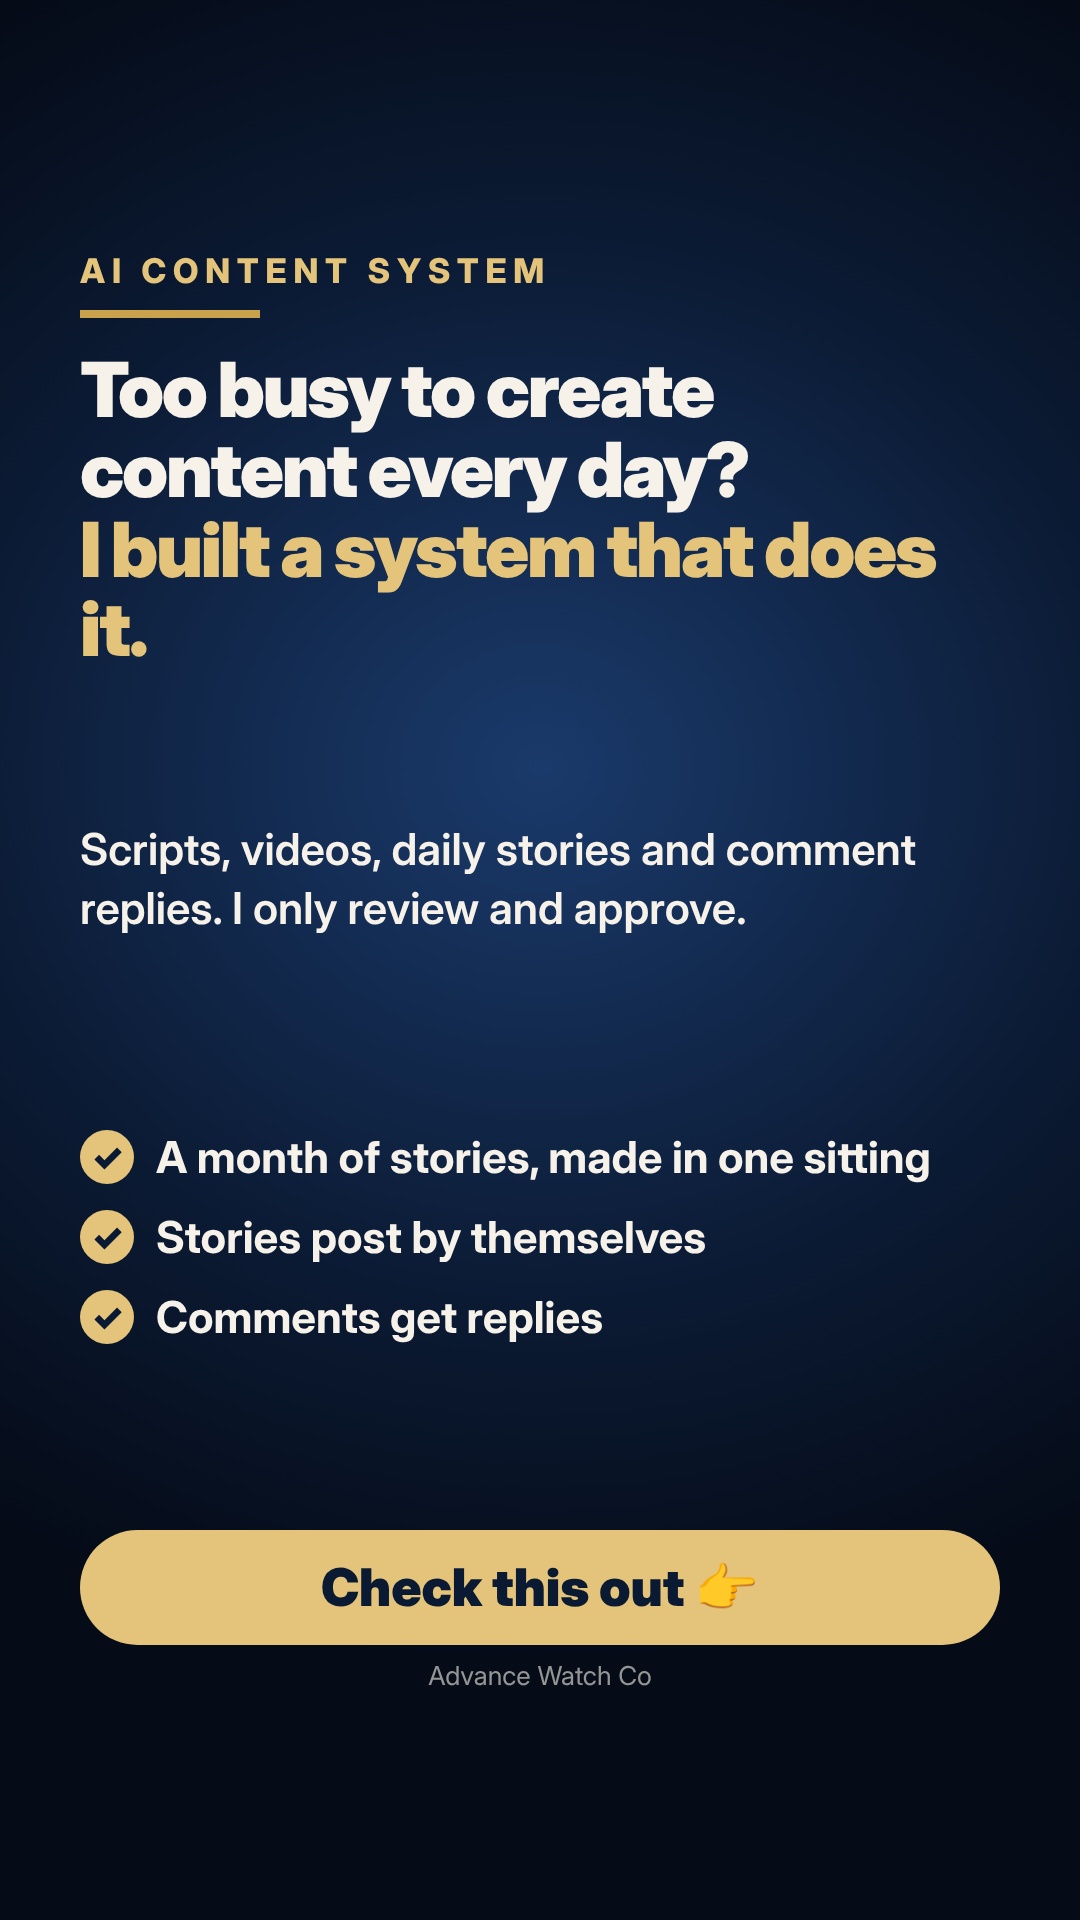 AI CONTENT SYSTEM
Too busy to create
content every day?
I built a system that does
it.
Scripts, videos, daily stories and comment
replies. I only review and approve.
A month of stories, made in one sitting
Stories post by themselves
Comments get replies
Check this out 👉
Advance Watch Co